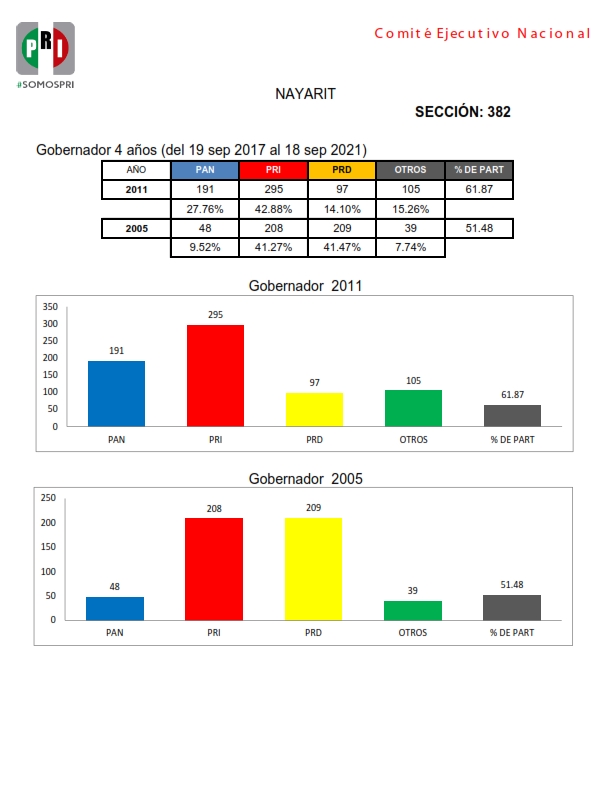 PRI
#SOMOSPRI
Comité Ejecutivo Nacional
NAYARIT
SECCIÓN: 382
Gobernador 4 años (del 19 sep 2017 al 18 sep 2021)
AÑO PAN PRI PRD OTROS % DE PART
2011 191 295 97 105 61.87
27.76% 42.88% 14.10% 15.26%
2005 48 208 209 39 51.48
9.52% 41.27% 41.47% 7.74%
Gobernador 2011
350
300
250
200
150
100
50
0
191
295
97
105
61.87
PAN PRI PRD OTROS % DE PART
Gobernador 2005
250
200
150
100
50
0
48
208
209
39
51.48
PAN PRI PRD OTROS % DE PART